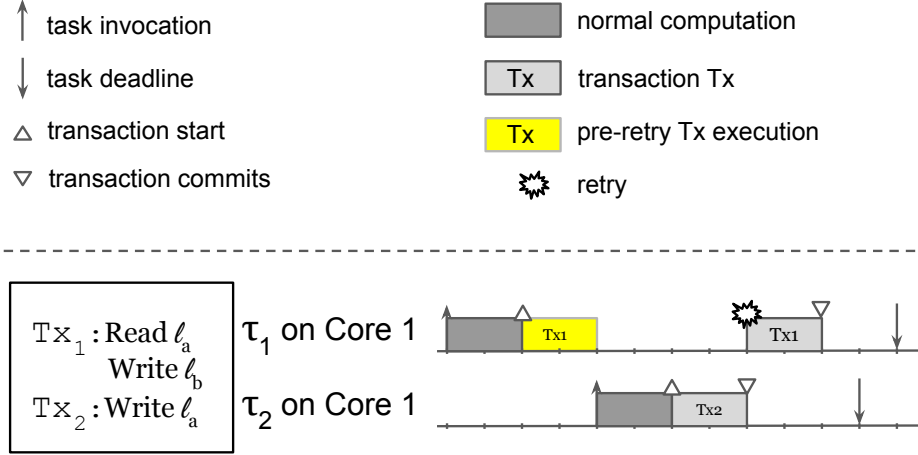 task invocation
normal computation
task deadline
Tx transaction Tx
transaction start
Tx pre-retry Tx execution
transaction commits
retry
Tx₁: Read ℓₐ
Write ℓb
Tx₂: Write ℓₐ
τ₁ on Core 1
Tx1
Tx1
τ₂ on Core 1
Tx2